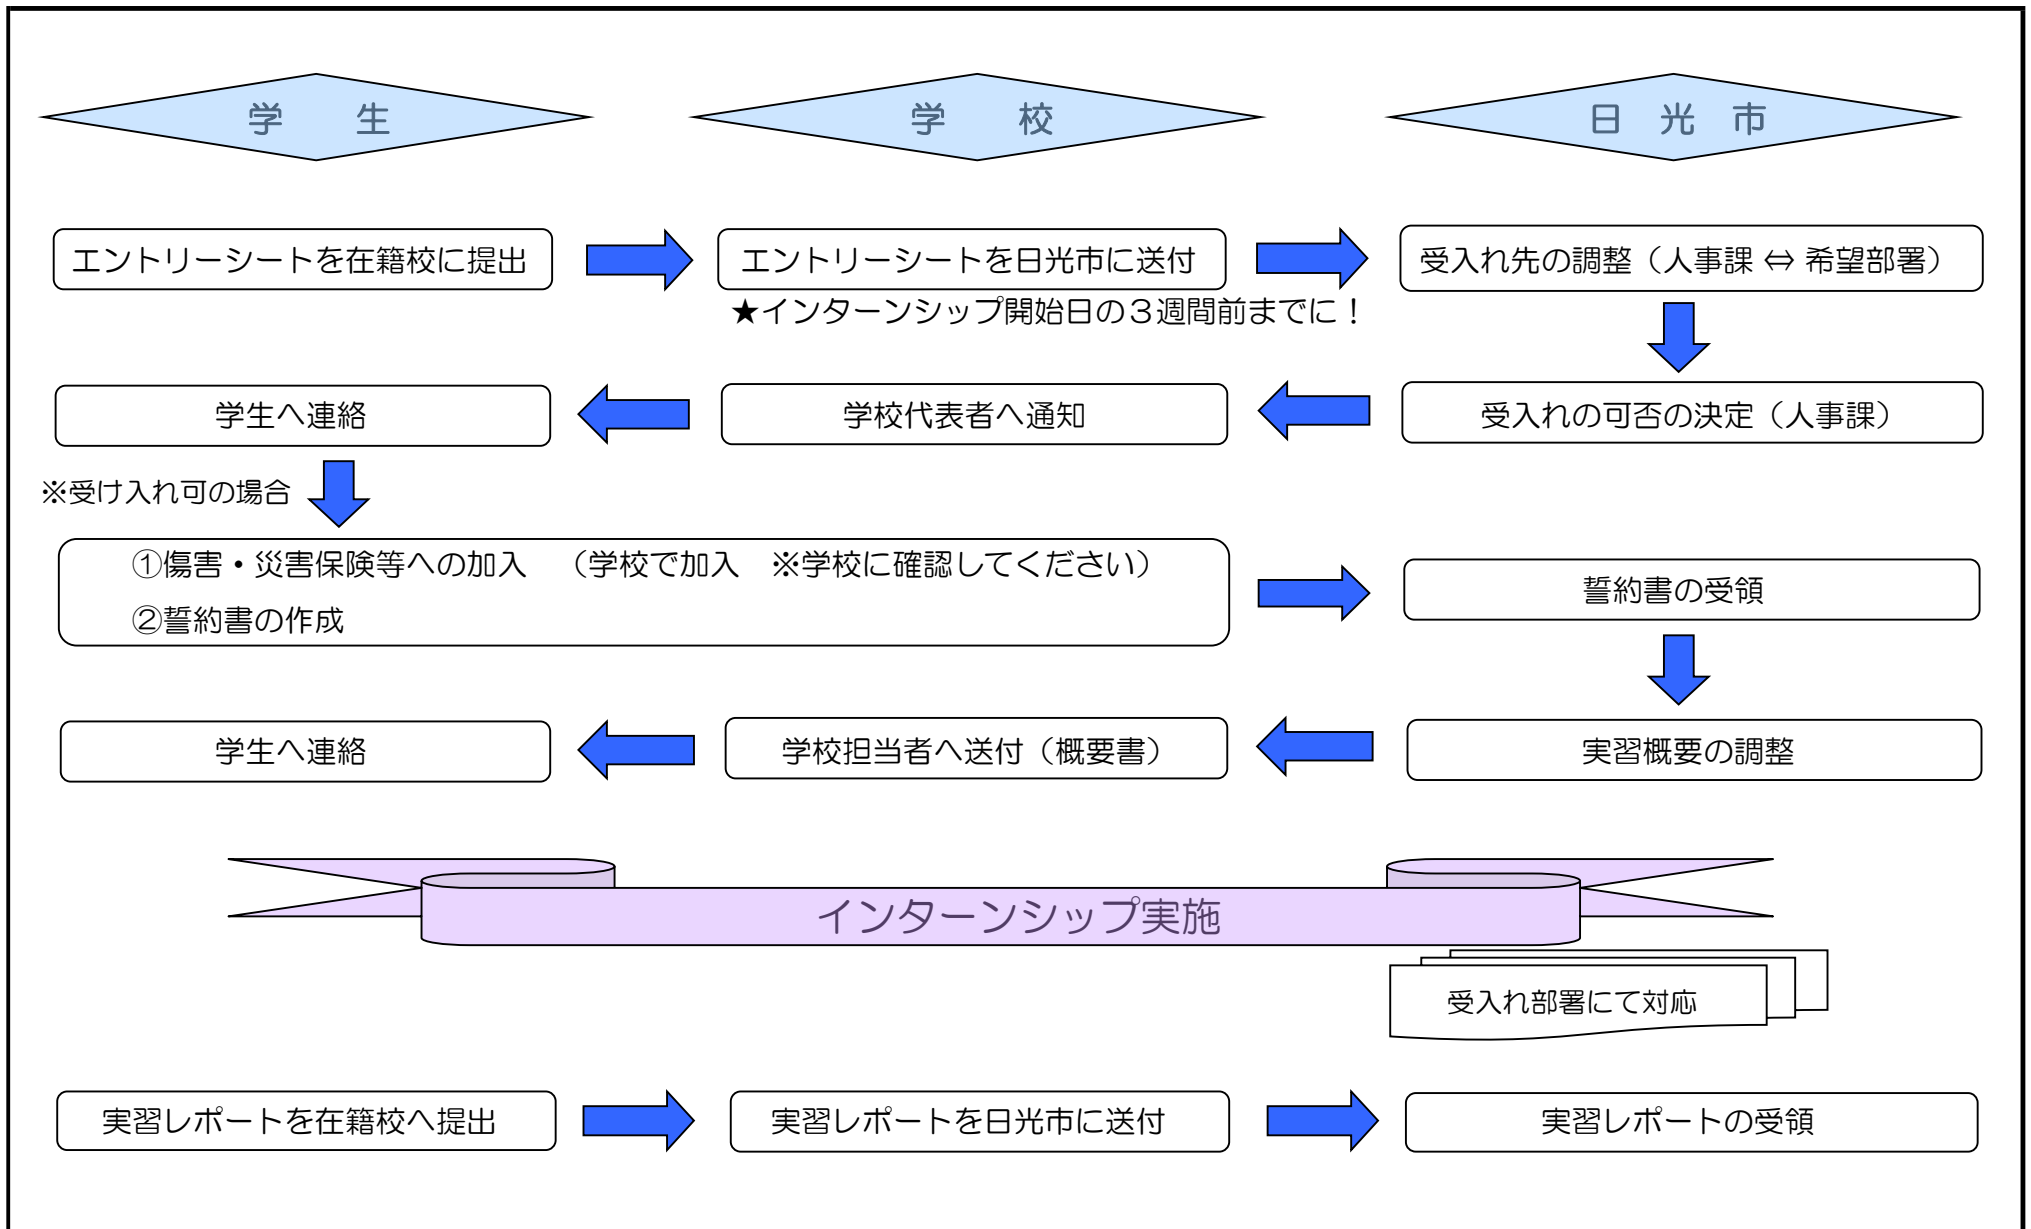 学　　生
学　　校
日　光　市
エントリーシートを在籍校に提出
エントリーシートを日光市に送付
受入れ先の調整（人事課 ⇔ 希望部署）
★インターンシップ開始日の３週間前までに！
学生へ連絡
学校代表者へ通知
受入れの可否の決定（人事課）
※受け入れ可の場合
①傷害・災害保険等への加入　（学校で加入　※学校に確認してください）
②誓約書の作成
誓約書の受領
学生へ連絡
学校担当者へ送付（概要書）
実習概要の調整
インターンシップ実施
受入れ部署にて対応
実習レポートを在籍校へ提出
実習レポートを日光市に送付
実習レポートの受領